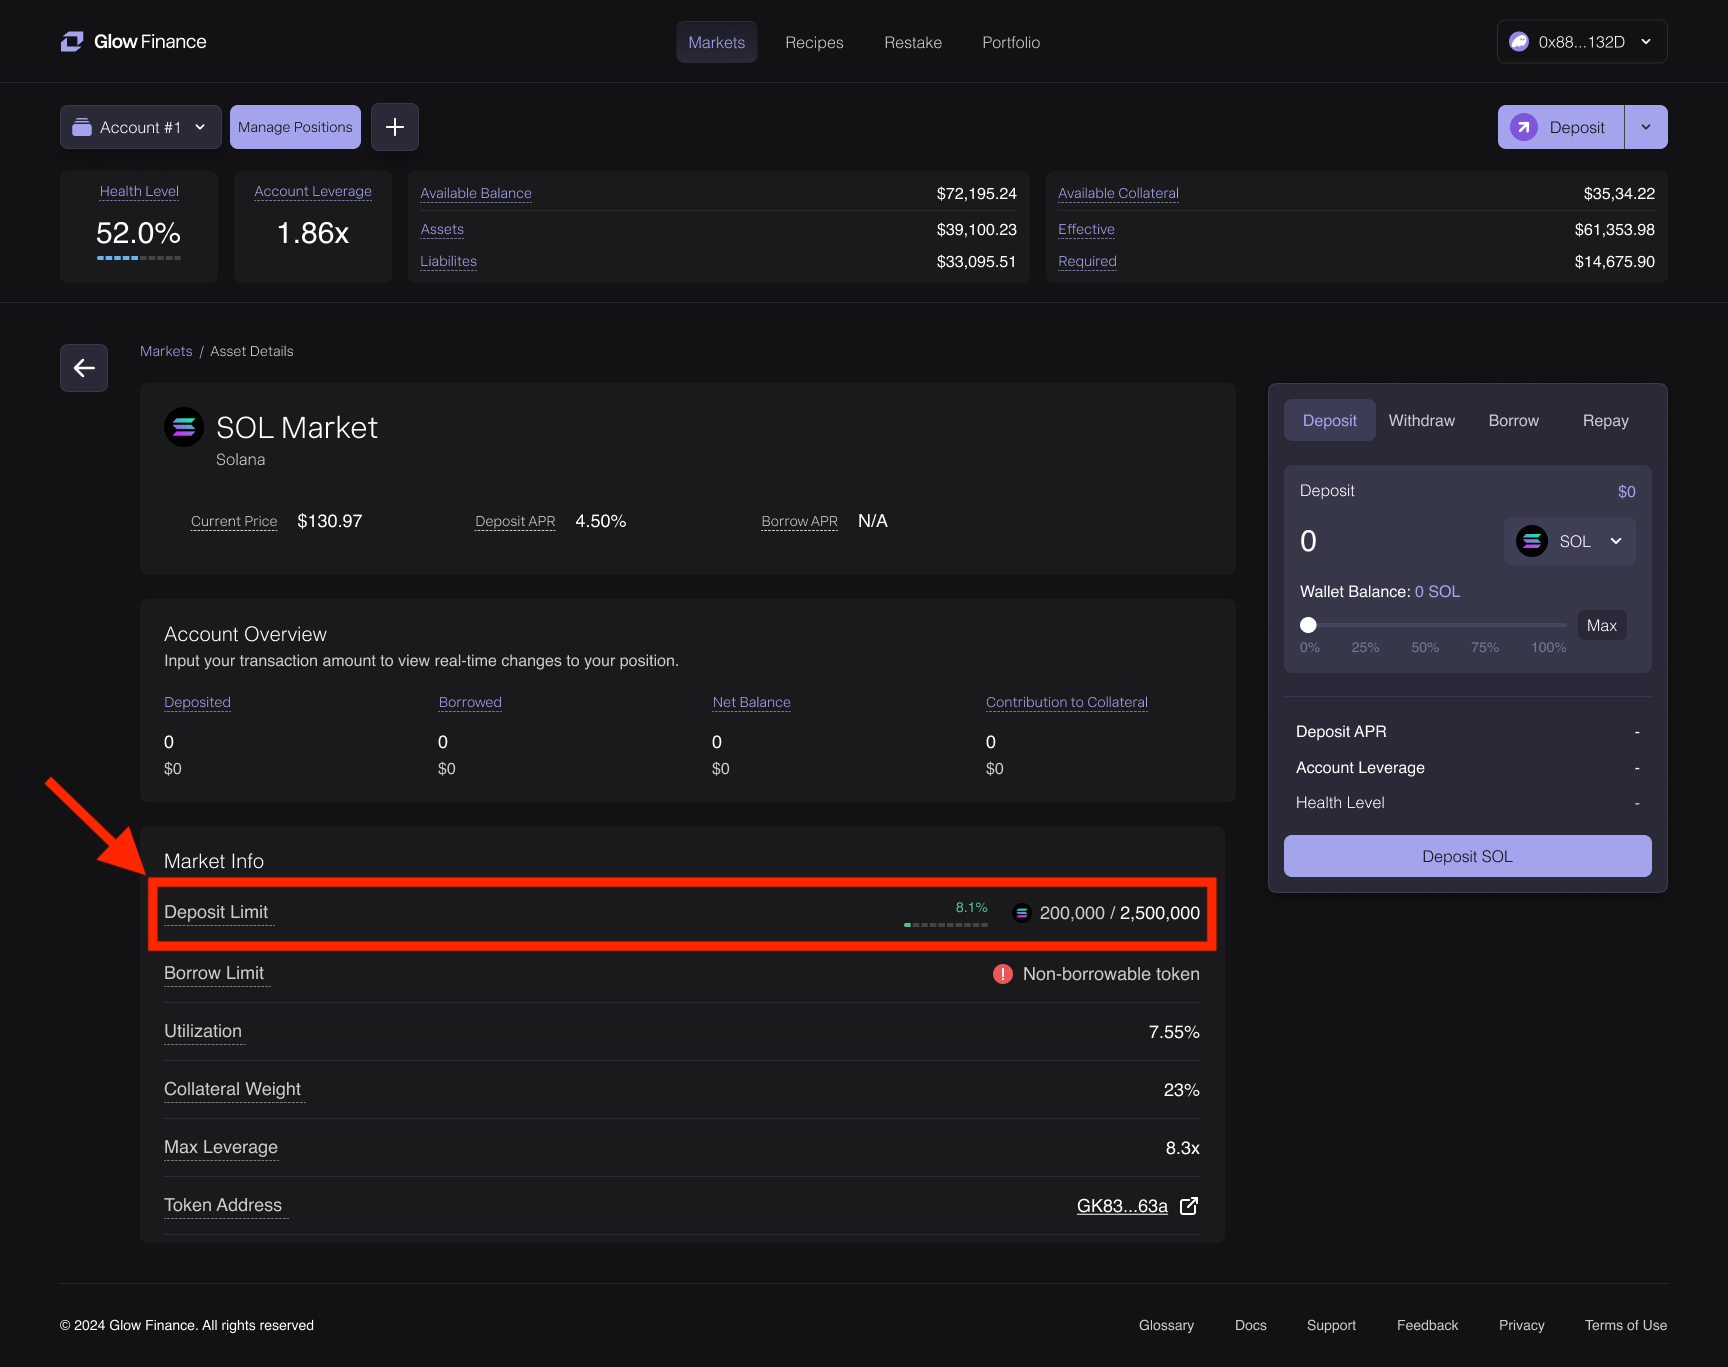 Glow Finance
Markets Recipes Restake Portfolio
0x88...132D
Account #1
Manage Positions
Deposit
Health Level
52.0%
Account Leverage
1.86x
Available Balance $72,195.24
Assets $39,100.23
Liabilites $33,095.51
Available Collateral $35,34.22
Effective $61,353.98
Required $14,675.90
Markets / Asset Details
SOL Market
Solana
Current Price $130.97 Deposit APR 4.50% Borrow APR N/A
Account Overview
Input your transaction amount to view real-time changes to your position.
Deposited Borrowed Net Balance Contribution to Collateral
0 0 0 0
$0 $0 $0 $0
Market Info
Deposit Limit 8.1% 200,000 / 2,500,000
Borrow Limit ! Non-borrowable token
Utilization 7.55%
Collateral Weight 23%
Max Leverage 8.3x
Token Address GK83...63a
Deposit Withdraw Borrow Repay
Deposit $0
0 SOL
Wallet Balance: 0 SOL
Max
0% 25% 50% 75% 100%
Deposit APR -
Account Leverage -
Health Level -
Deposit SOL
© 2024 Glow Finance. All rights reserved
Glossary Docs Support Feedback Privacy Terms of Use